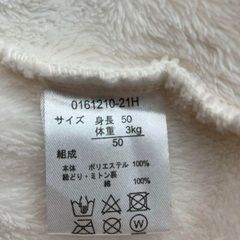 0161210-21H
サイズ 身長 50
体重 3kg
50
組成
本体 ポリエステル 100%
縁どり・ミトン裏
綿 100%